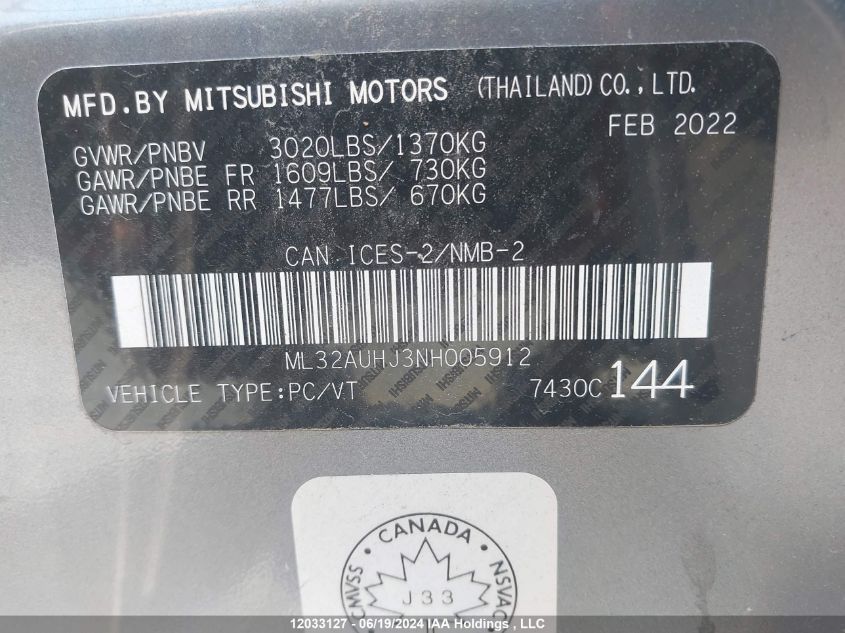 MFD.BY MITSUBISHI MOTORS (THAILAND) CO., LTD.
FEB 2022
GVWR/PNBV 3020LBS/1370KG
GAWR/PNBE FR 1609LBS/ 730KG
GAWR/PNBE RR 1477LBS/ 670KG
CAN ICES-2/NMB-2
ML32AUHJ3NH005912
VEHICLE TYPE:PC/VT 7430C 144
CANADA
CMVSS
NSVAC
J33
12033127 - 06/19/2024 IAA Holdings , LLC